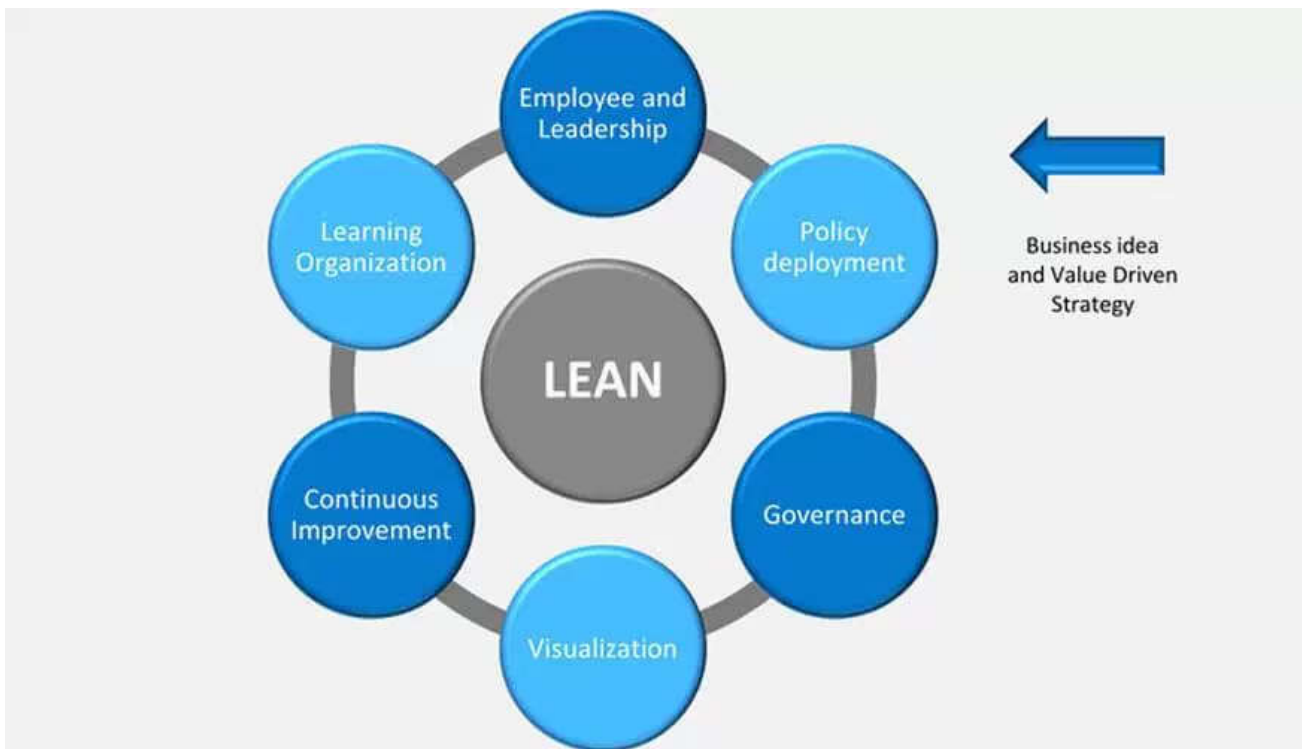 Employee and
Leadership
Policy
deployment
Governance
Visualization
Continuous
Improvement
Learning
Organization
LEAN
Business idea
and Value Driven
Strategy